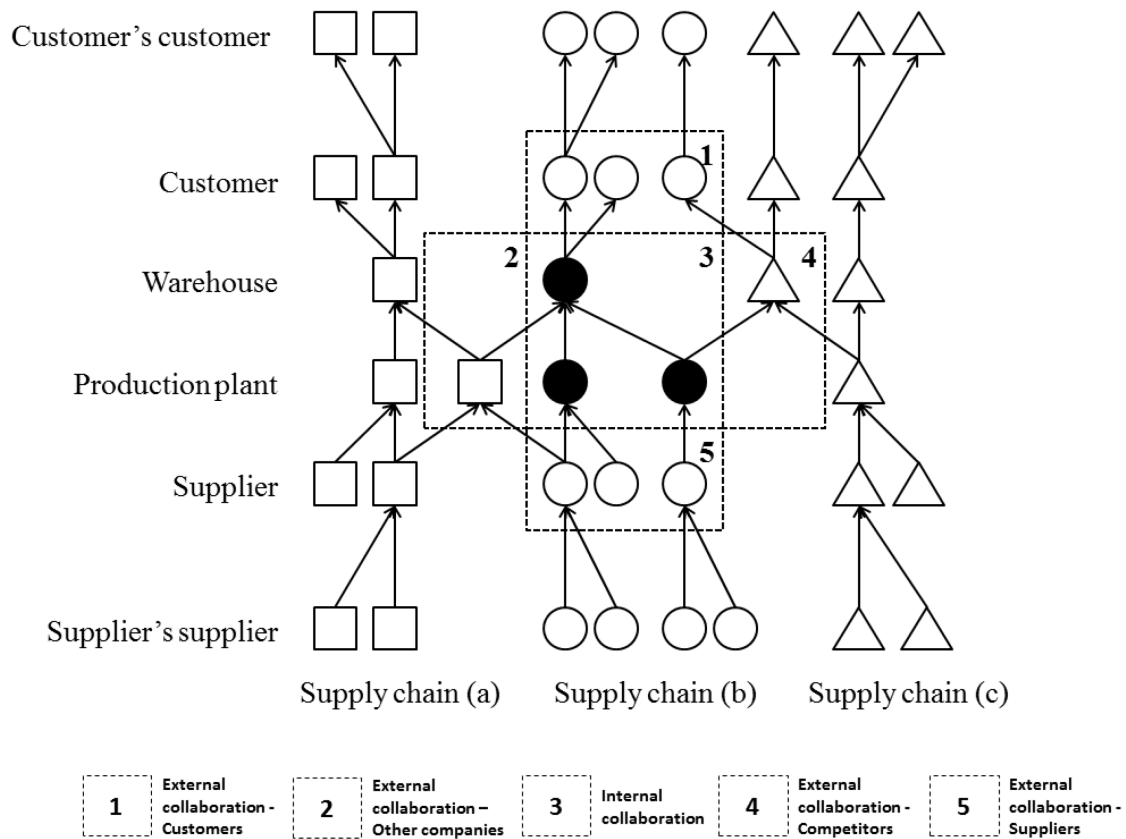 Customer’s customer
Customer
1
2
3
4
Warehouse
Production plant
5
Supplier
Supplier’s supplier
Supply chain (a)
Supply chain (b)
Supply chain (c)
1
External
collaboration -
Customers
2
External
collaboration –
Other companies
3
Internal
collaboration
4
External
collaboration -
Competitors
5
External
collaboration -
Suppliers